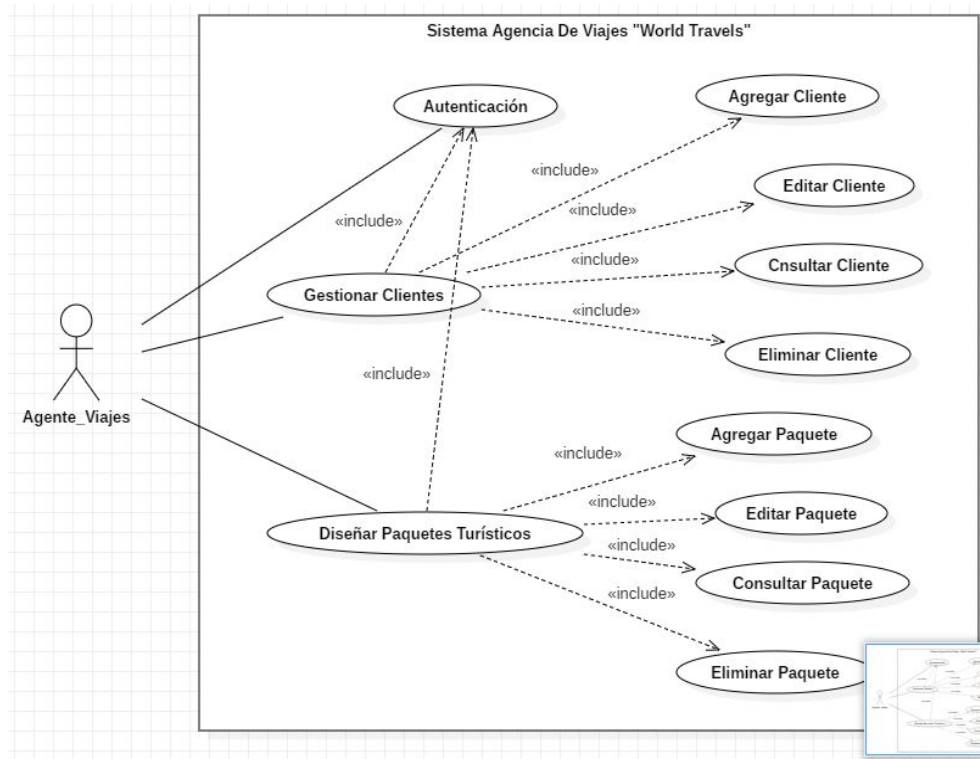 Sistema Agencia De Viajes "World Travels"
Autenticación
Agregar Cliente
«include»
Editar Cliente
«include»
«include»
«include»
Cnsultar Cliente
Gestionar Clientes
«include»
Eliminar Cliente
«include»
Agente_Viajes
Agregar Paquete
«include»
«include»
Editar Paquete
Diseñar Paquetes Turísticos
«include»
Consultar Paquete
«include»
Eliminar Paquete